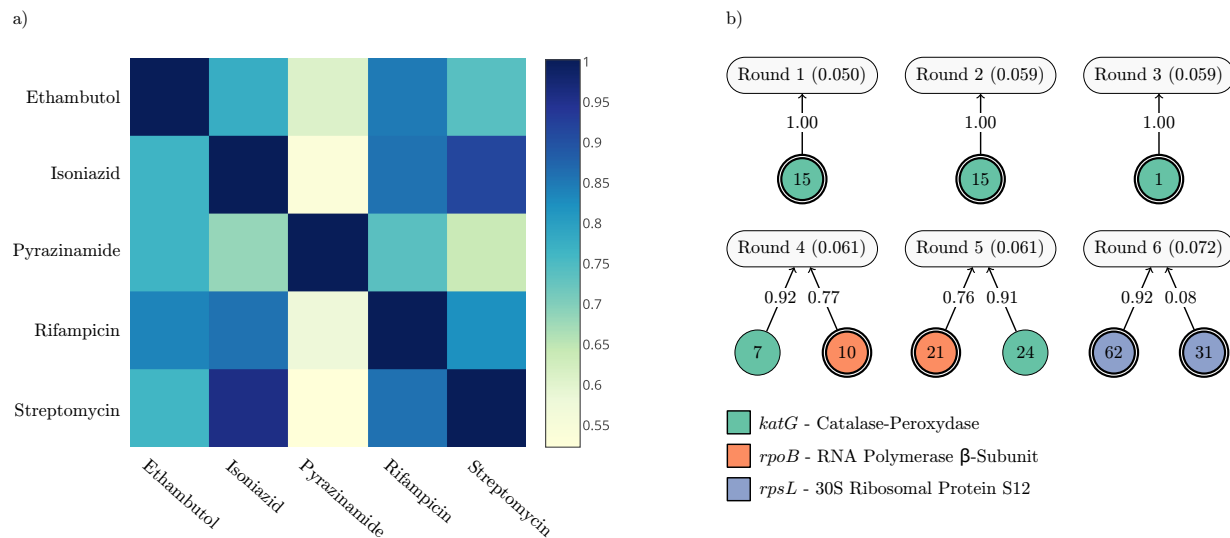 a)
Ethambutol
Isoniazid
Pyrazinamide
Rifampicin
Streptomycin
Ethambutol
Isoniazid
Pyrazinamide
Rifampicin
Streptomycin
1
0.95
0.9
0.85
0.8
0.75
0.7
0.65
0.6
0.55
b)
Round 1 (0.050)
Round 2 (0.059)
Round 3 (0.059)
1.00
1.00
1.00
15
15
1
Round 4 (0.061)
Round 5 (0.061)
Round 6 (0.072)
0.92
0.77
0.76
0.91
0.92
0.08
7
10
21
24
62
31
katG - Catalase-Peroxydase
rpoB - RNA Polymerase β-Subunit
rpsL - 30S Ribosomal Protein S12